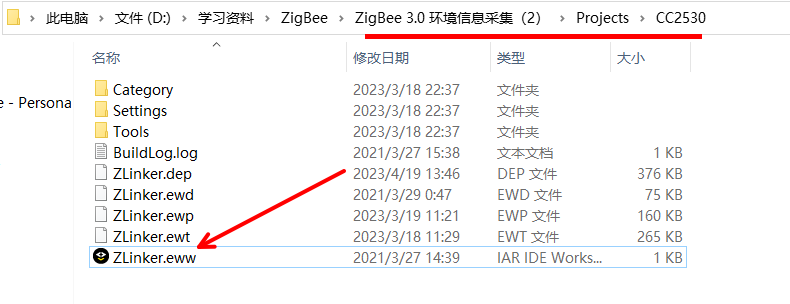 此电脑 > 文件 (D:) > 学习资料 > ZigBee > ZigBee 3.0 环境信息采集（2） > Projects > CC2530
名称 修改日期 类型 大小
Category 2023/3/18 22:37 文件夹
Settings 2023/3/18 22:37 文件夹
e - Persona
Tools 2023/3/18 22:37 文件夹
BuildLog.log 2021/3/27 15:38 文本文档 1 KB
ZLinker.dep 2023/4/19 13:46 DEP 文件 376 KB
ZLinker.ewd 2021/3/29 0:47 EWD 文件 75 KB
ZLinker.ewp 2023/3/19 11:21 EWP 文件 160 KB
ZLinker.ewt 2023/3/18 11:29 EWT 文件 265 KB
ZLinker.eww 2021/3/27 14:39 IAR IDE Works... 1 KB